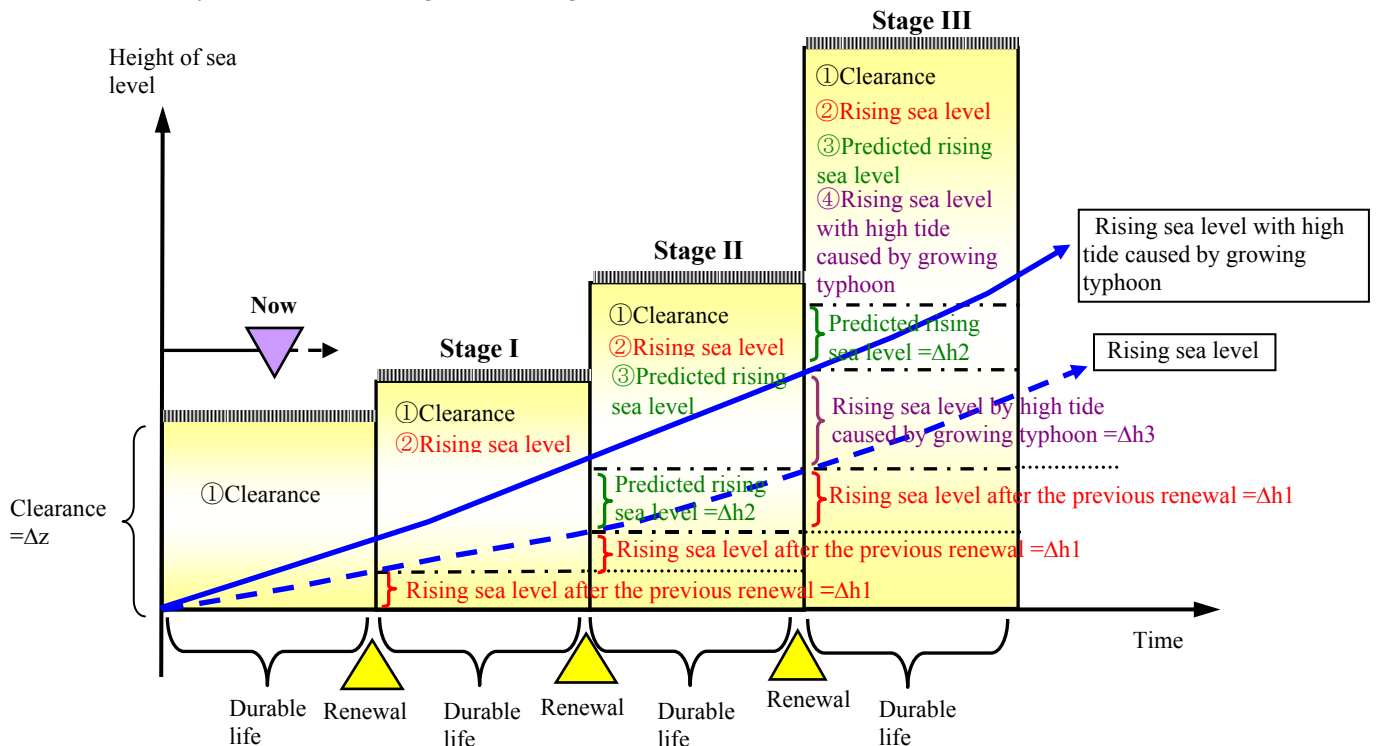 Stage III
Height of sea
level
①Clearance
②Rising sea level
③Predicted rising
sea level
④Rising sea level
with high tide
caused by growing
typhoon
Rising sea level with high
tide caused by growing
typhoon
Stage II
①Clearance
②Rising sea level
③Predicted rising
sea level
Now
Predicted rising
sea level =Δh2
Rising sea level
Stage I
①Clearance
②Rising sea level
Rising sea level by high tide
caused by growing typhoon =Δh3
①Clearance
Clearance
=Δz
Predicted rising
sea level =Δh2
Rising sea level after the previous renewal =Δh1
Rising sea level after the previous renewal =Δh1
Rising sea level after the previous renewal =Δh1
Time
Durable
life
Renewal
Durable
life
Renewal
Durable
life
Renewal
Durable
life